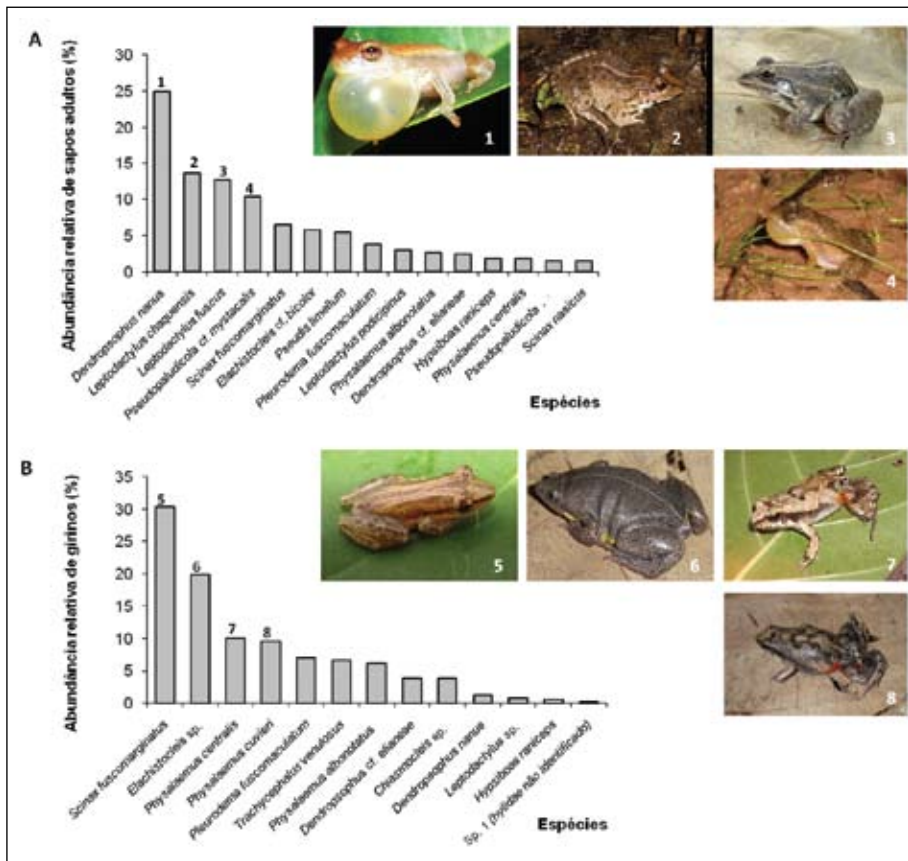 A
Abundância relativa de sapos adultos (%)
30
25
20
15
10
5
0
1
2
3
4
Dendropsophus nanus
Leptodactylus chaquensis
Leptodactylus fuscus
Pseudopaludicola cf. mystacalis
Scinax fuscomarginatus
Elachistocleis cf. bicolor
Pseudis limellum
Pleurodema fuscomaculatum
Leptodactylus podicipinus
Physalaemus albonotatus
Dendropsophus cf. elianeae
Hypsiboas raniceps
Physalaemus centralis
Pseudopaludicola ...
Scinax nasicus
Espécies
1
2
3
4
B
Abundância relativa de girinos (%)
35
30
25
20
15
10
5
0
5
6
7
8
Scinax fuscomarginatus
Elachistocleis sp.
Physalaemus centralis
Physalaemus cuvieri
Pleurodema fuscomaculatum
Trachycephalus venulosus
Physalaemus albonotatus
Dendropsophus cf. elianeae
Chiasmocleis sp.
Dendropsophus nanus
Leptodactylus sp.
Hypsiboas raniceps
Sp. 1 (hylidae não identificado)
Espécies
5
6
7
8